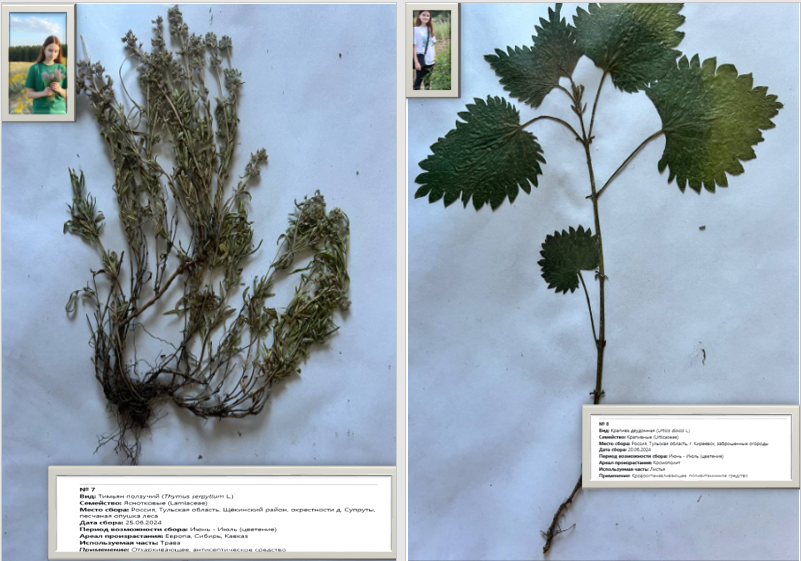 № 7
Вид: Тимьян ползучий (Thymus serpyllum L.)
Семейство: Яснотковые (Lamiaceae)
Место сбора: Россия, Тульская область, Щёкинский район, окрестности д. Супруты,
песчаная опушка леса
Дата сбора: 25.06.2024
Период возможности сбора: Июнь – Июль (цветение)
Ареал произрастания: Европа, Сибирь, Кавказ
Используемая часть: Трава
Применение: Отхаркивающее, антисептическое средство
№ 8
Вид: Крапива двудомная (Urtica dioica L.)
Семейство: Крапивные (Urticaceae)
Место сбора: Россия, Тульская область, г. Киреевск, заброшенные огороды
Дата сбора: 20.06.2024
Период возможности сбора: Июнь – Июль (цветение)
Ареал произрастания: Космополит
Используемая часть: Листья
Применение: Кровоостанавливающее, поливитаминное средство